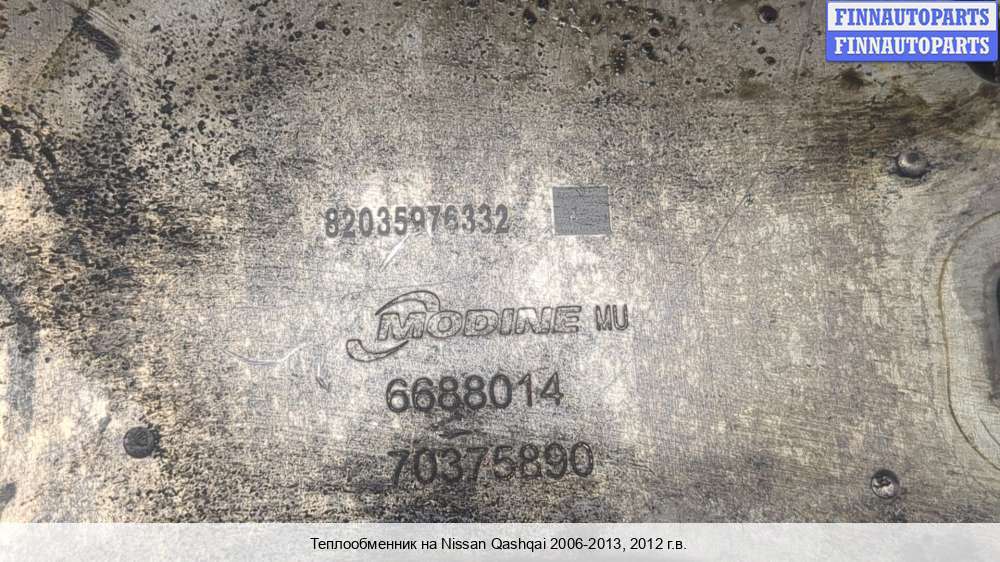 FINNAUTOPARTS
FINNAUTOPARTS
82035976332
MODINE MU
6688014
70375890
Теплообменник на Nissan Qashqai 2006-2013, 2012 г.в.